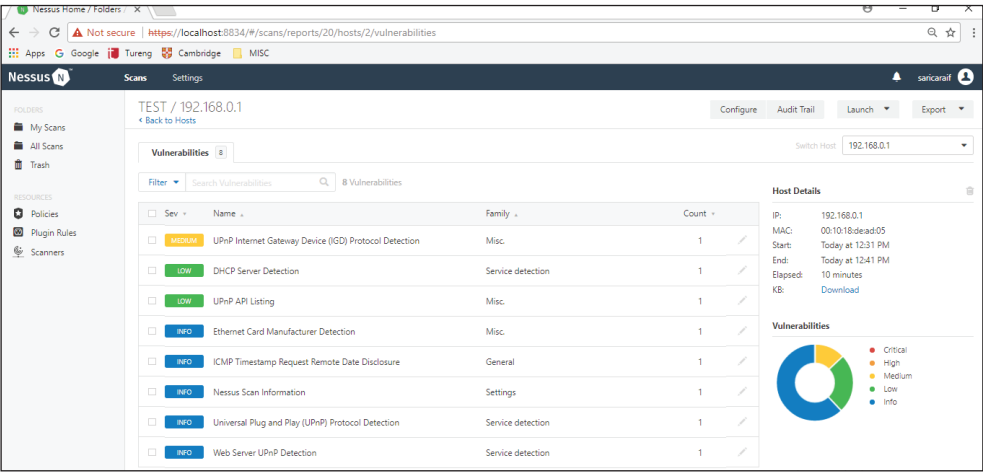 Nessus Home / Folders /
Not secure | https://localhost:8834/#/scans/reports/20/hosts/2/vulnerabilities
Apps G Google Tureng Cambridge MISC
Nessus N Scans Settings saricaraif
FOLDERS
My Scans
All Scans
Trash
RESOURCES
Policies
Plugin Rules
Scanners
TEST / 192.168.0.1
Back to Hosts
Configure Audit Trail Launch Export
Vulnerabilities 8
Switch Host 192.168.0.1
Filter Search Vulnerabilities 8 Vulnerabilities
Sev Name Family Count
MEDIUM UPnP Internet Gateway Device (IGD) Protocol Detection Misc. 1
LOW DHCP Server Detection Service detection 1
LOW UPnP API Listing Misc. 1
INFO Ethernet Card Manufacturer Detection Misc. 1
INFO ICMP Timestamp Request Remote Date Disclosure General 1
INFO Nessus Scan Information Settings 1
INFO Universal Plug and Play (UPnP) Protocol Detection Service detection 1
INFO Web Server UPnP Detection Service detection 1
Host Details
IP: 192.168.0.1
MAC: 00:10:18:de:ad:05
Start: Today at 12:31 PM
End: Today at 12:41 PM
Elapsed: 10 minutes
KB: Download
Vulnerabilities
Critical
High
Medium
Low
Info